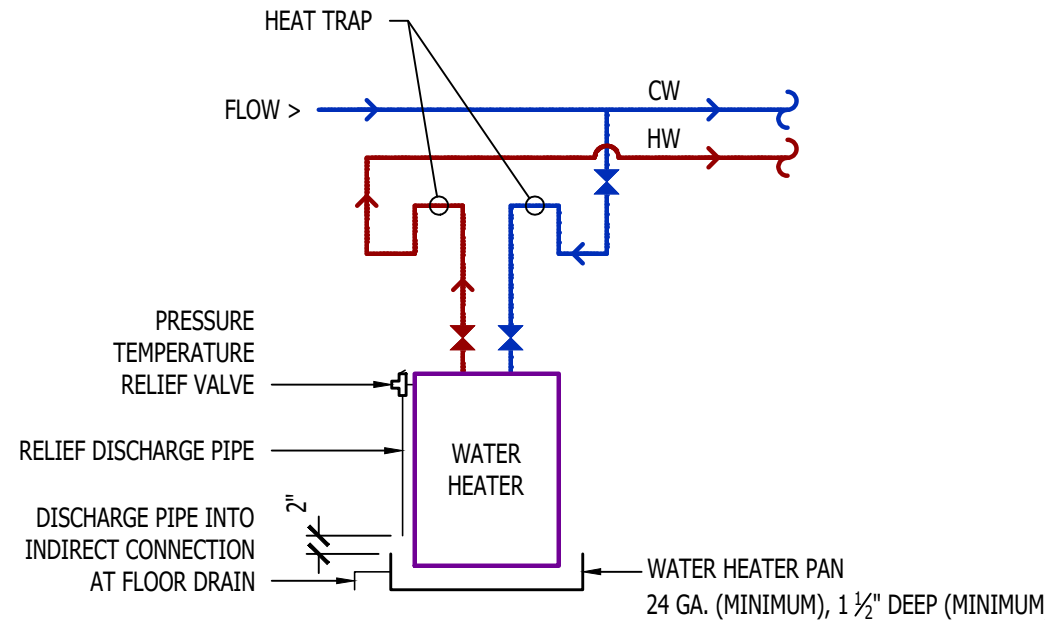 HEAT TRAP
FLOW >
CW
HW
PRESSURE
TEMPERATURE
RELIEF VALVE
RELIEF DISCHARGE PIPE
WATER
HEATER
2"
DISCHARGE PIPE INTO
INDIRECT CONNECTION
AT FLOOR DRAIN
WATER HEATER PAN
24 GA. (MINIMUM), 1 ½" DEEP (MINIMUM